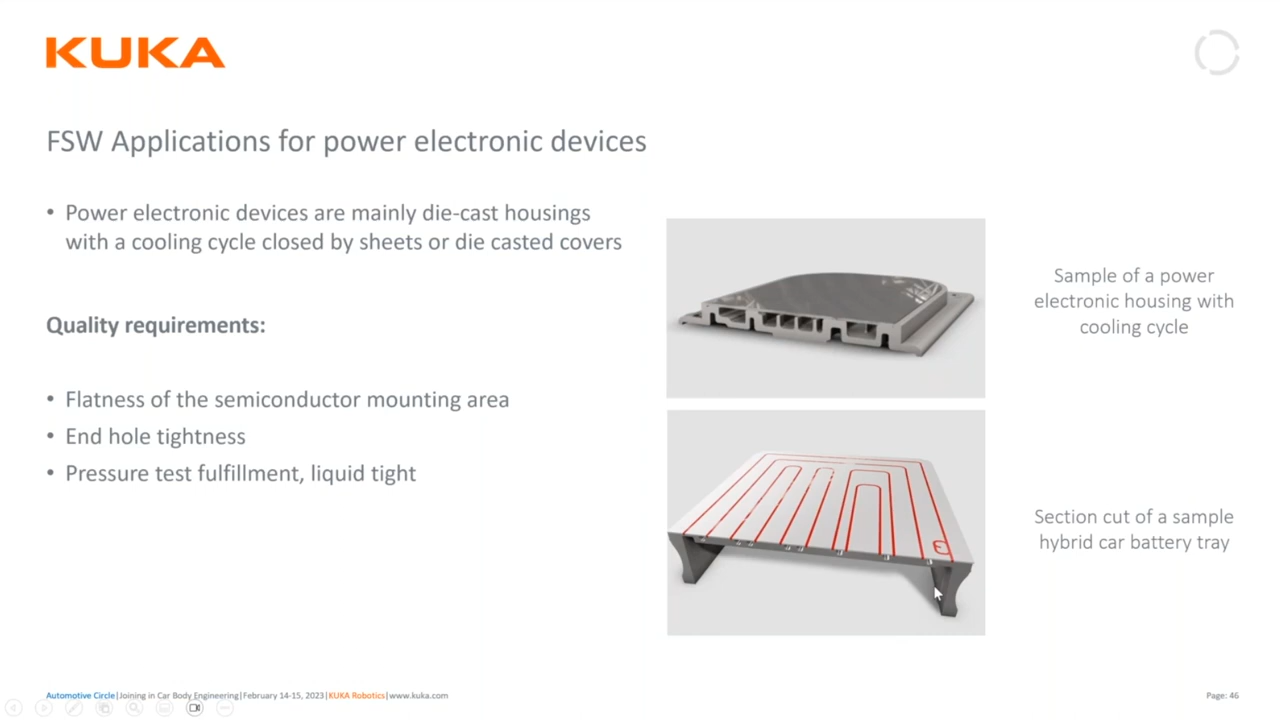 KUKA
FSW Applications for power electronic devices
• Power electronic devices are mainly die-cast housings
with a cooling cycle closed by sheets or die casted covers
Quality requirements:
• Flatness of the semiconductor mounting area
• End hole tightness
• Pressure test fulfillment, liquid tight
Sample of a power
electronic housing with
cooling cycle
Section cut of a sample
hybrid car battery tray
Automotive Circle|Joining in Car Body Engineering|February 14-15, 2023|KUKA Robotics|www.kuka.com
Page: 46